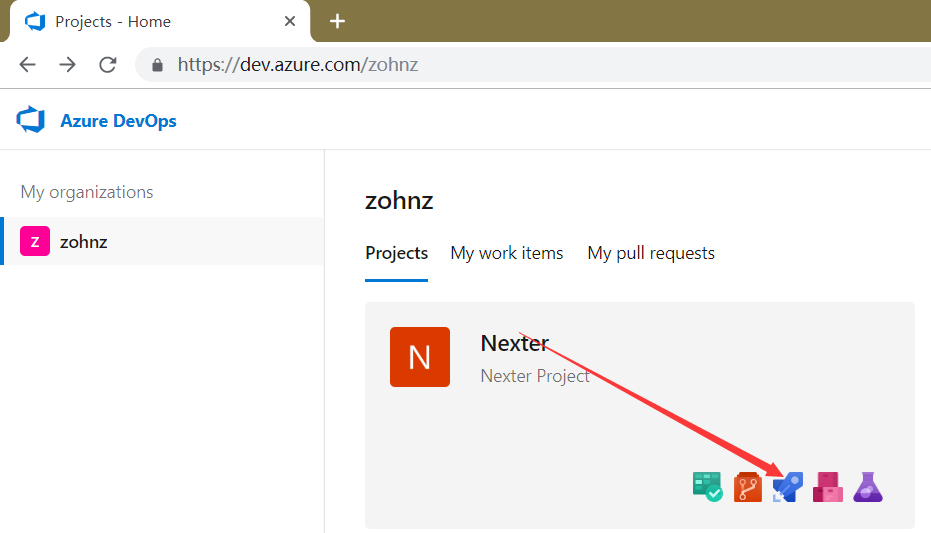 Projects - Home
https://dev.azure.com/zohnz
Azure DevOps
My organizations
Z
zohnz
zohnz
Projects
My work items
My pull requests
N
Nexter
Nexter Project